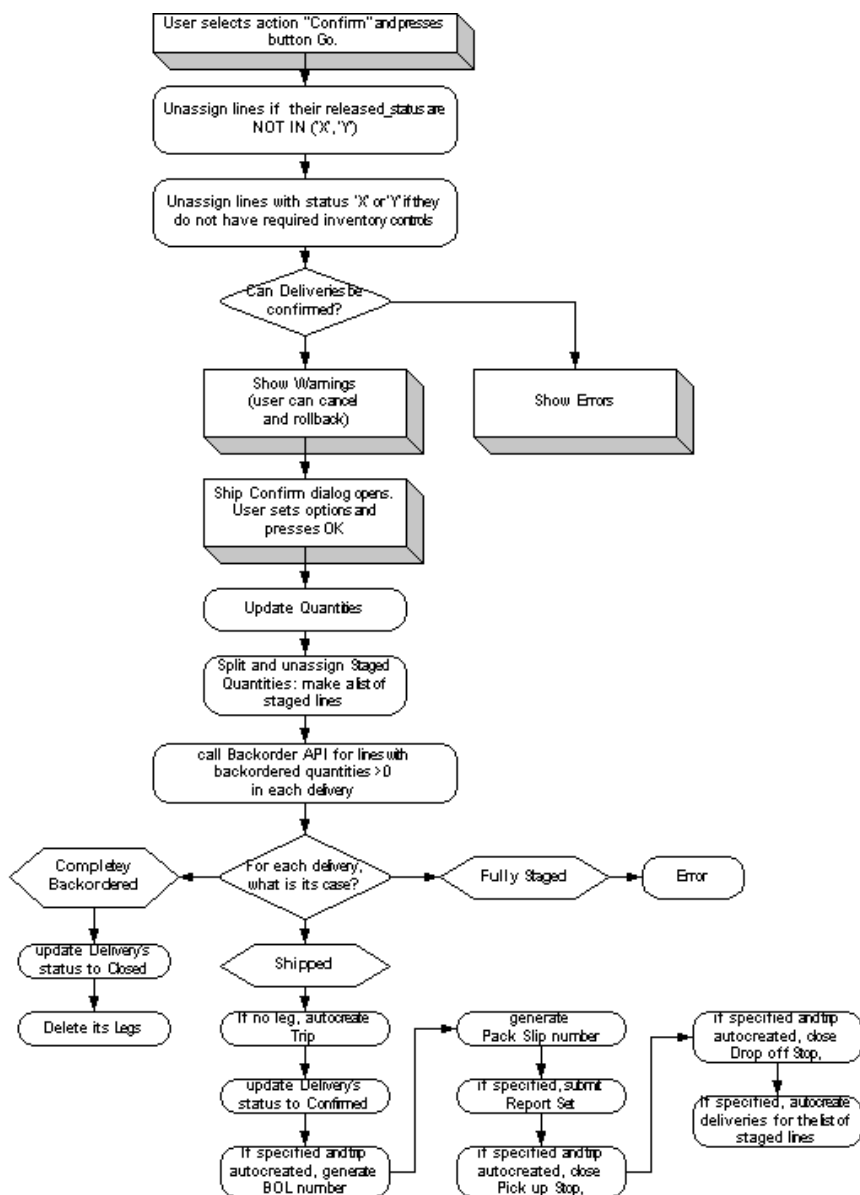 User selects action "Confirm" and presses
button Go.
Unassign lines if their released_status are
NOT IN ('X', 'Y')
Unassign lines with status 'X' or 'Y' if they
do not have required inventory controls
Can Deliveries be
confirmed?
Show Warnings
(user can cancel
and rollback)
Show Errors
Ship Confirm dialog opens.
User sets options and
presses OK
Update Quantities
Split and unassign Staged
Quantities: make a list of
staged lines
call Backorder API for lines with
backordered quantities >0
in each delivery
Completey
Backordered
For each delivery,
what is its case?
Fully Staged
Error
update Delivery's
status to Closed
Delete its Legs
Shipped
If no leg, autocreate
Trip
update Delivery's
status to Confirmed
If specified and trip
autocreated, generate
BOL number
generate
Pack Slip number
if specified, submit
Report Set
if specified and trip
autocreated, close
Pick up Stop,
if specified and trip
autocreated, close
Drop off Stop,
If specified, autocreate
deliveries for the list of
staged lines